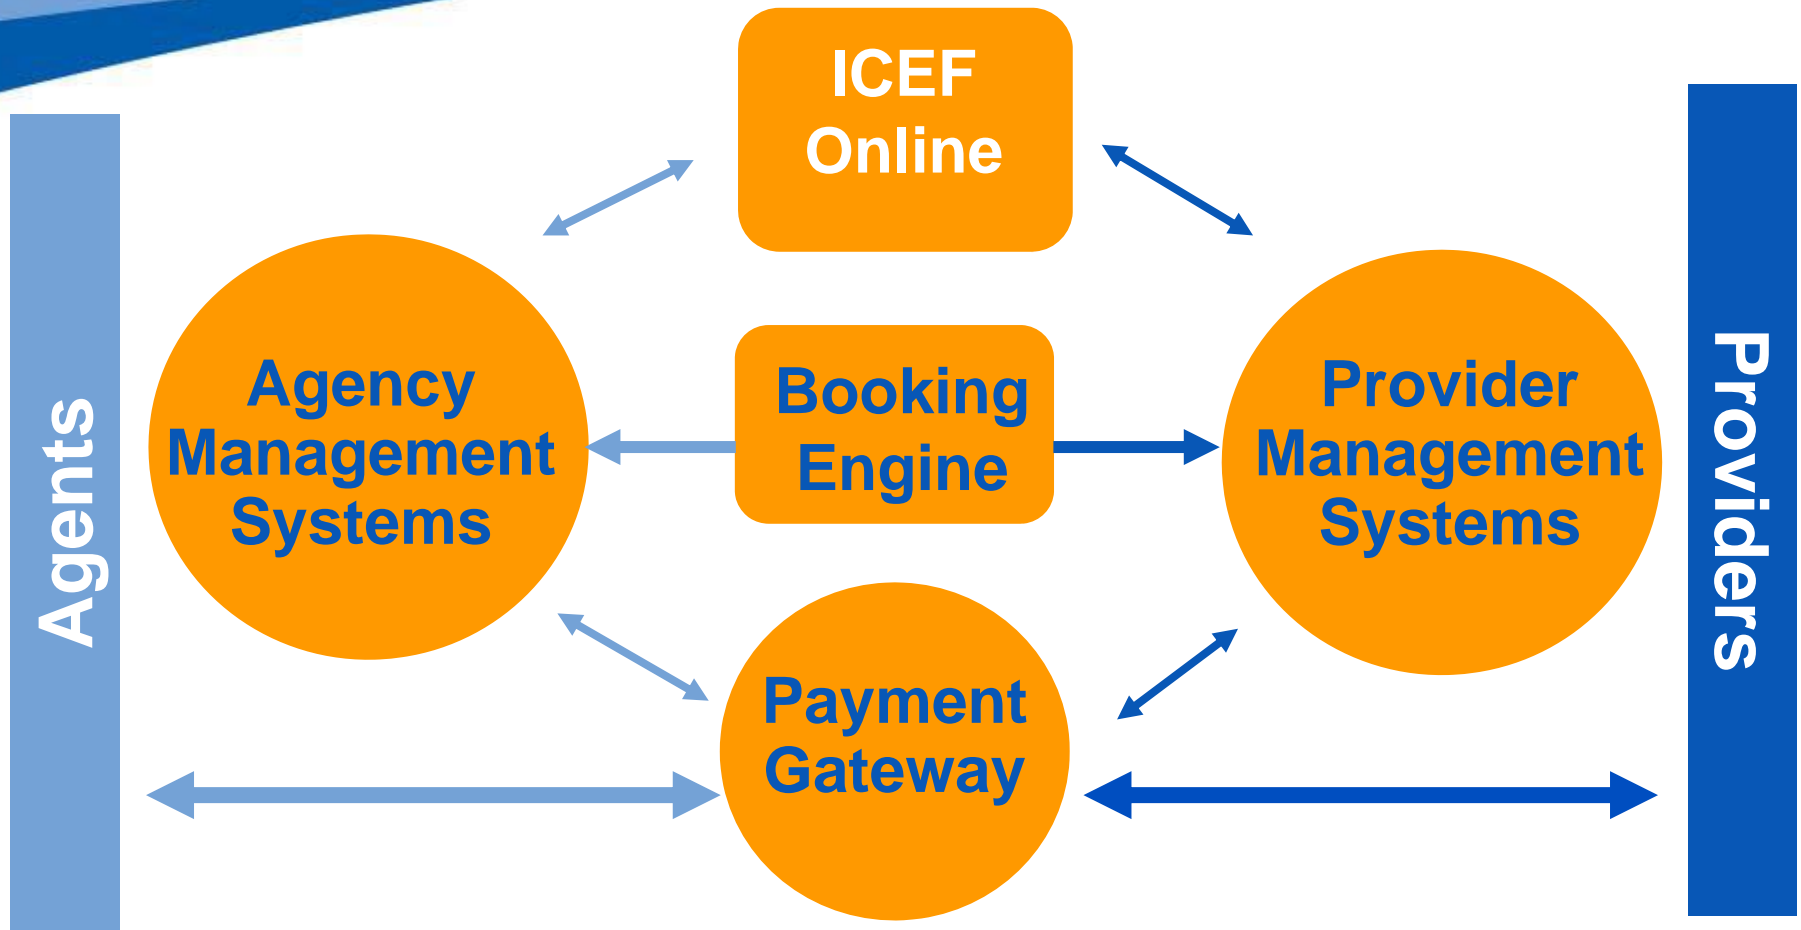 ICEF
Online
Agents
Agency
Management
Systems
Booking
Engine
Provider
Management
Systems
Providers
Payment
Gateway